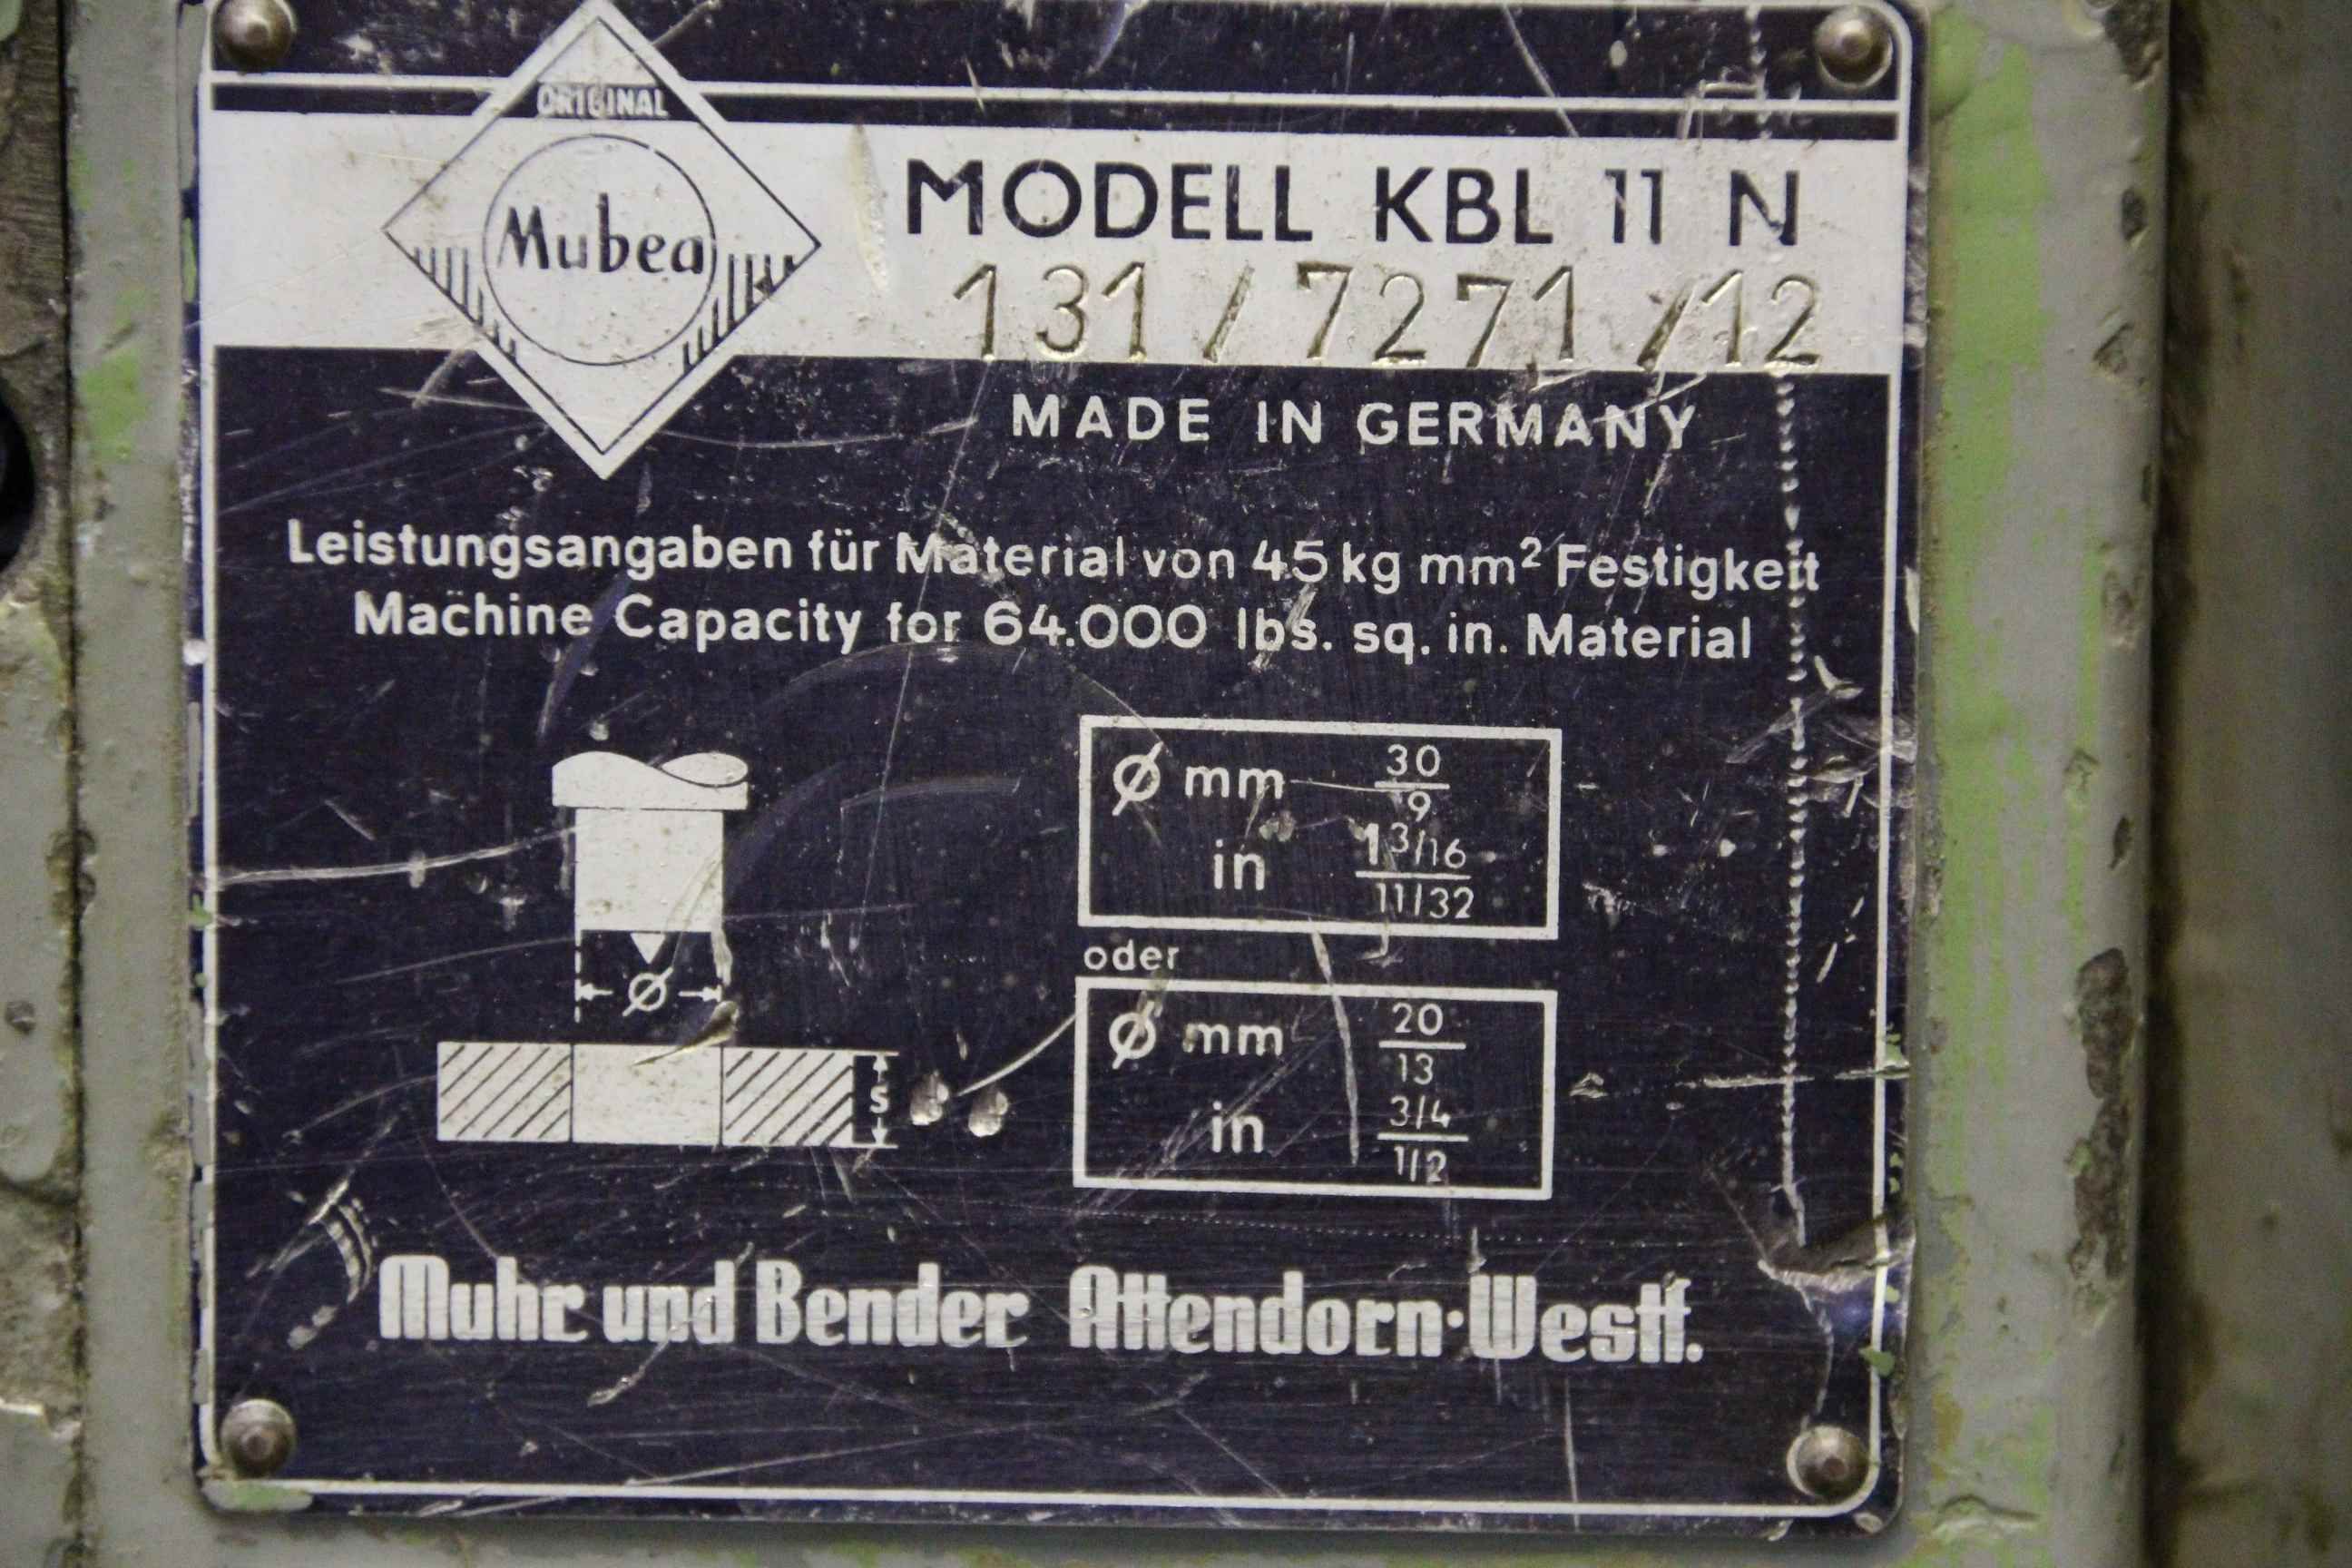 ORIGINAL
Mubea
MODELL KBL 11 N
131/7271/12
MADE IN GERMANY
Leistungsangaben für Material von 45 kg mm² Festigkeit
Machine Capacity for 64.000 lbs. sq. in. Material
Ø mm 30/9
in 1 3/16 / 11/32
oder
Ø
Ø mm 20/13
S
in 3/4 / 1/2
Muhr und Bender Attendorn·Westf.